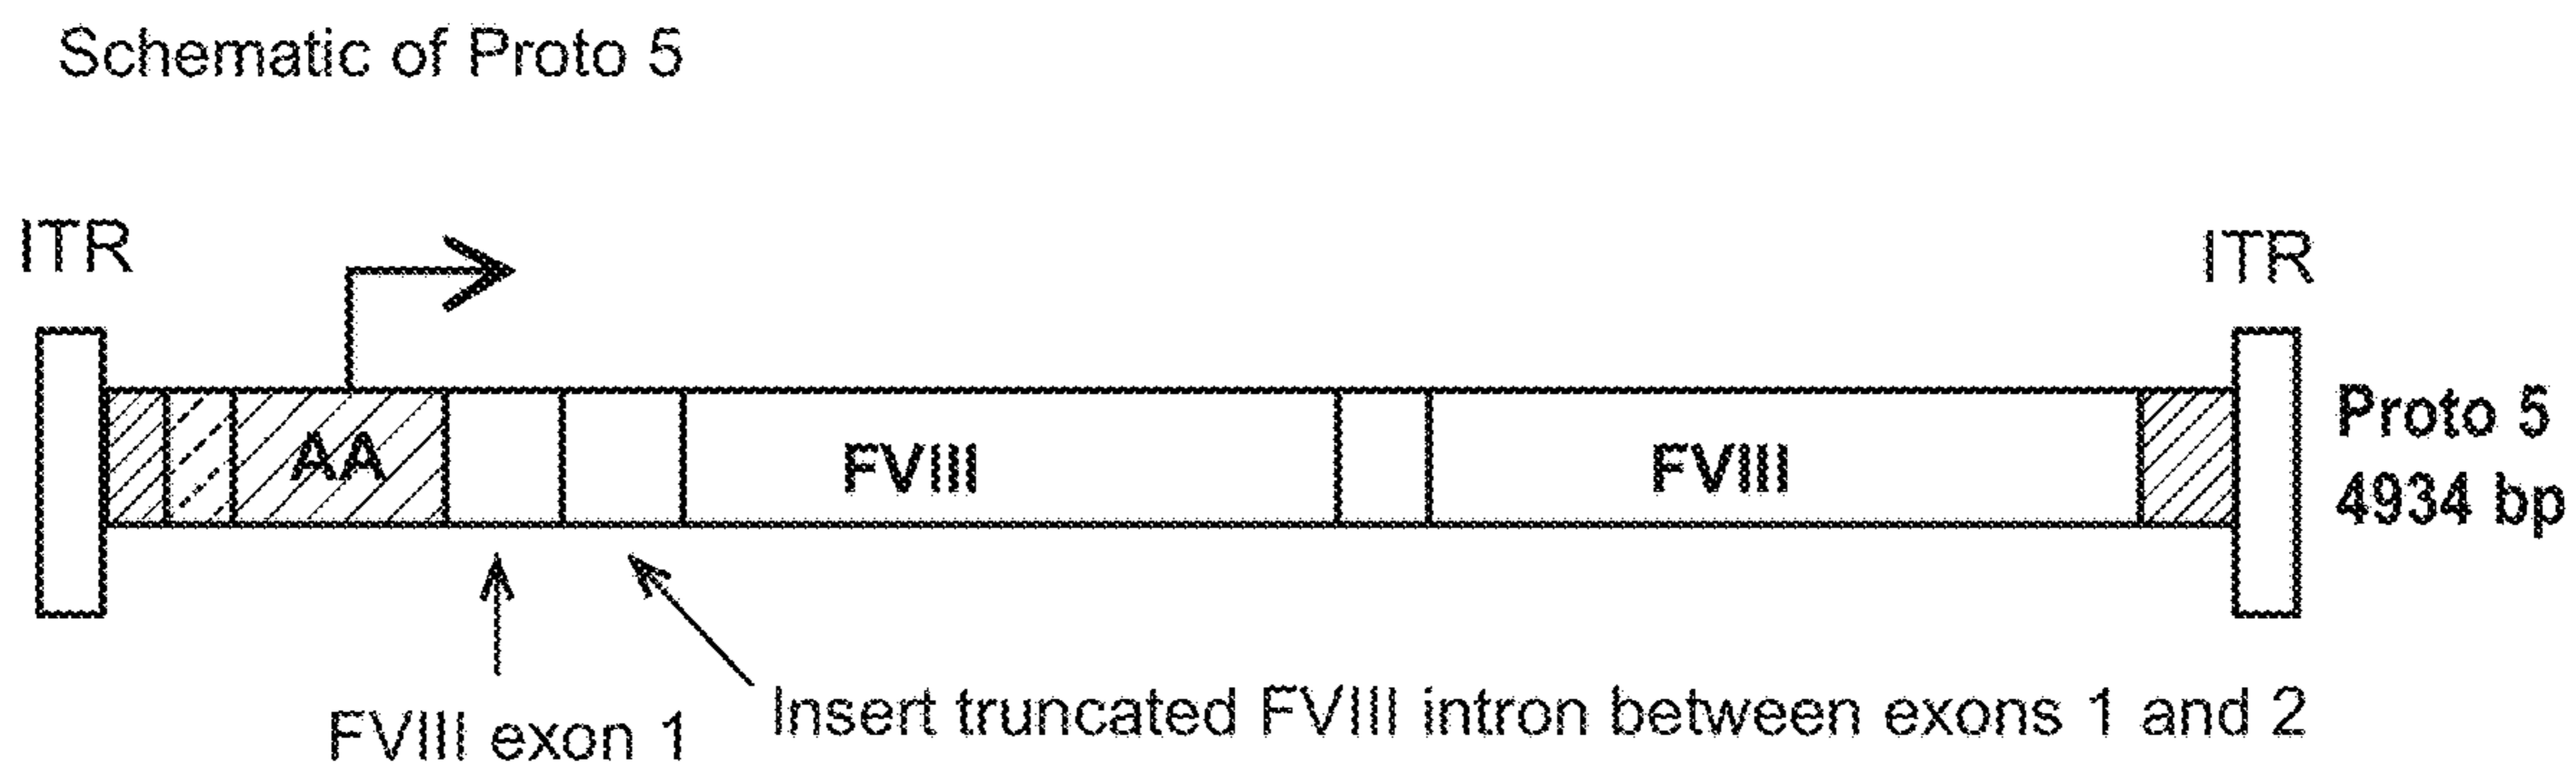 Schematic of Proto 5
ITR
ITR
AA
FVIII
FVIII
Proto 5
4934 bp
FVIII exon 1
Insert truncated FVIII intron between exons 1 and 2